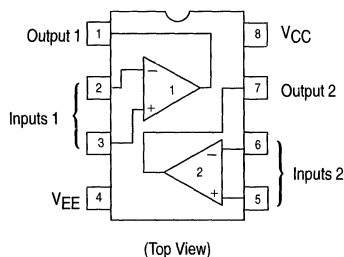 Output 1 1 8 VCC
2 − 1 7 Output 2
Inputs 1 +
3 − 6
2 Inputs 2
VEE 4 + 5
(Top View)